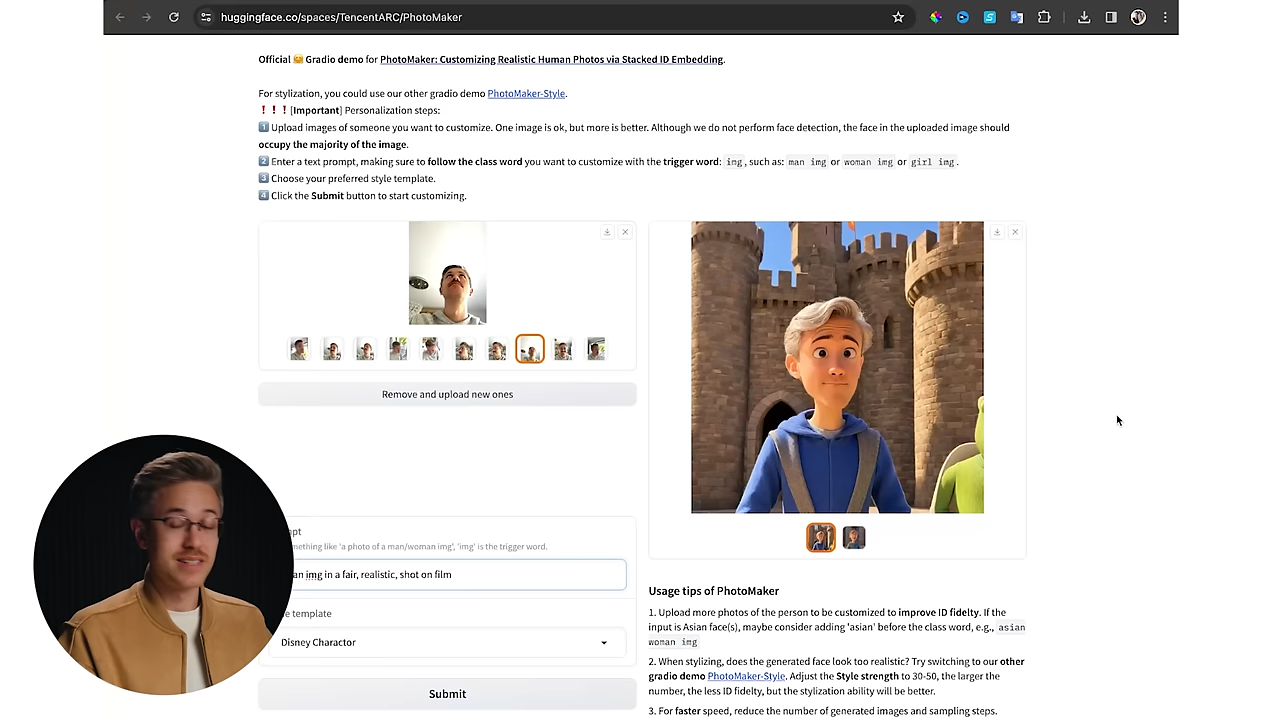 huggingface.co/spaces/TencentARC/PhotoMaker
Official 🤗 Gradio demo for PhotoMaker: Customizing Realistic Human Photos via Stacked ID Embedding.
For stylization, you could use our other gradio demo PhotoMaker-Style.
❗❗❗[Important] Personalization steps:
1️⃣ Upload images of someone you want to customize. One image is ok, but more is better. Although we do not perform face detection, the face in the uploaded image should
occupy the majority of the image.
2️⃣ Enter a text prompt, making sure to follow the class word you want to customize with the trigger word: img, such as: man img or woman img or girl img.
3️⃣ Choose your preferred style template.
4️⃣ Click the Submit button to start customizing.
Remove and upload new ones
mething like 'a photo of a man/woman img', 'img' is the trigger word.
img in a fair, realistic, shot on film
template
Disney Charactor
Submit
Usage tips of PhotoMaker
1. Upload more photos of the person to be customized to improve ID fidelty. If the
input is Asian face(s), maybe consider adding 'asian' before the class word, e.g., asian
woman img
2. When stylizing, does the generated face look too realistic? Try switching to our other
gradio demo PhotoMaker-Style. Adjust the Style strength to 30-50, the larger the
number, the less ID fidelity, but the stylization ability will be better.
3. For faster speed, reduce the number of generated images and sampling steps.